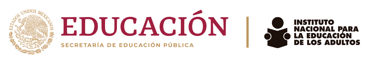 EDUCACIÓN
SECRETARÍA DE EDUCACIÓN PÚBLICA
INSTITUTO
NACIONAL PARA
LA EDUCACIÓN
DE LOS ADULTOS